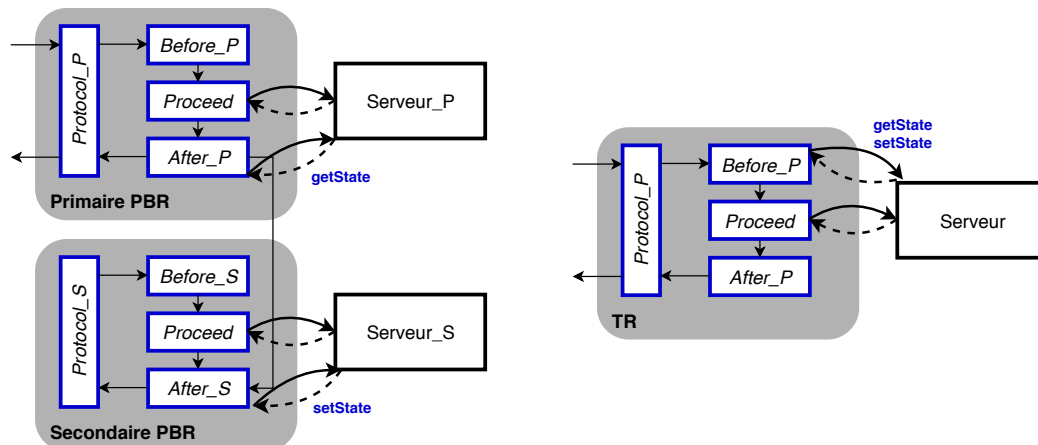 Protocol_P
Before_P
Proceed
After_P
Serveur_P
getState
Primaire PBR
Protocol_S
Before_S
Proceed
After_S
Serveur_S
setState
Secondaire PBR
getState
setState
Protocol_P
Before_P
Proceed
After_P
Serveur
TR